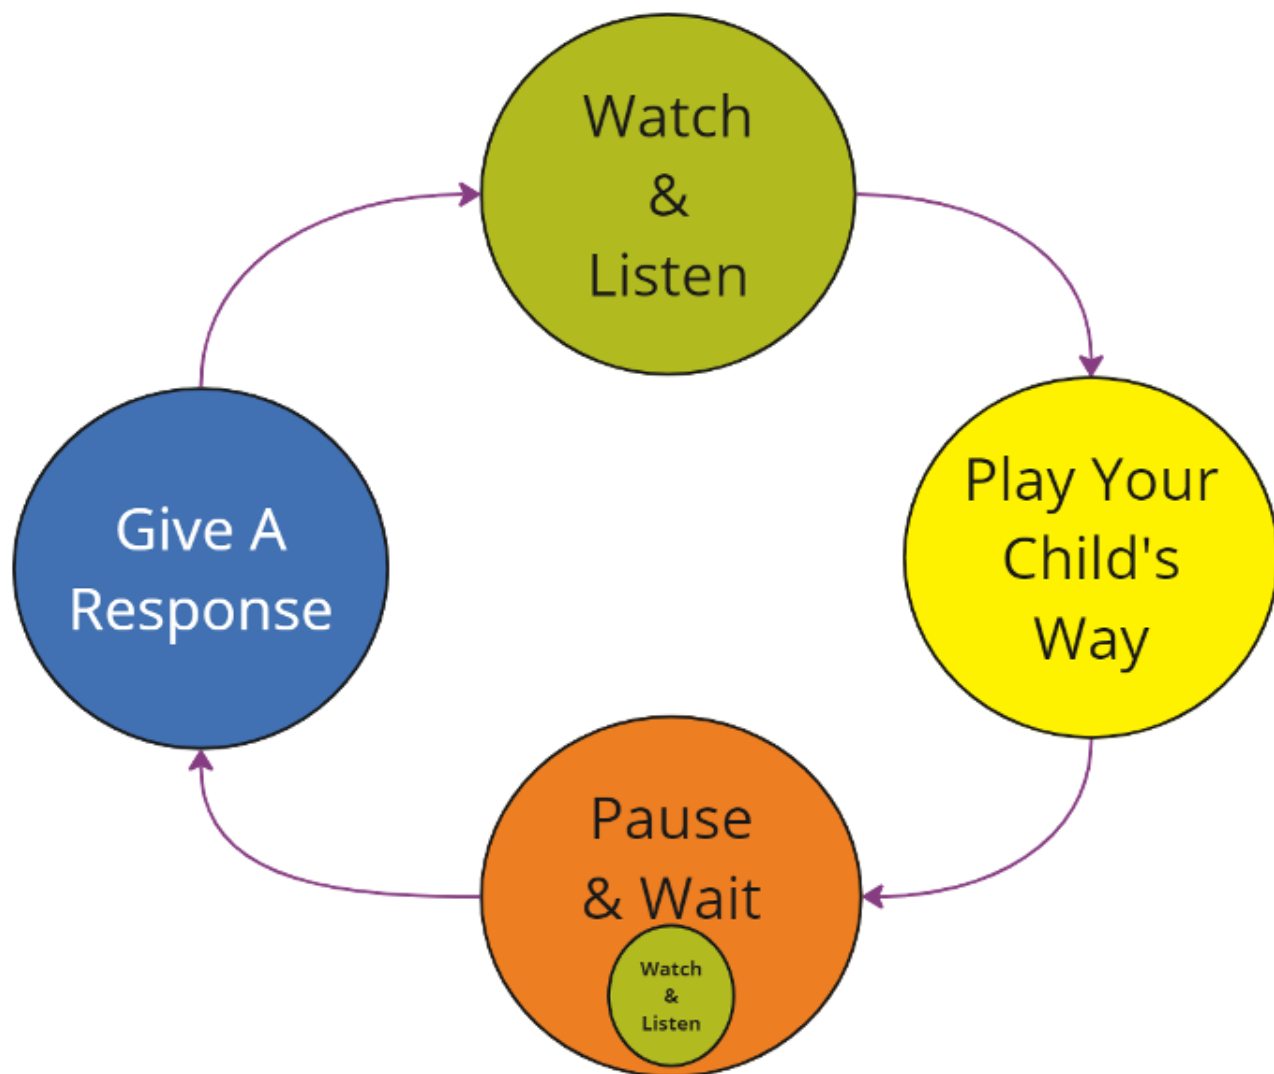 Watch
&
Listen
Play Your
Child's
Way
Pause
& Wait
Watch
&
Listen
Give A
Response